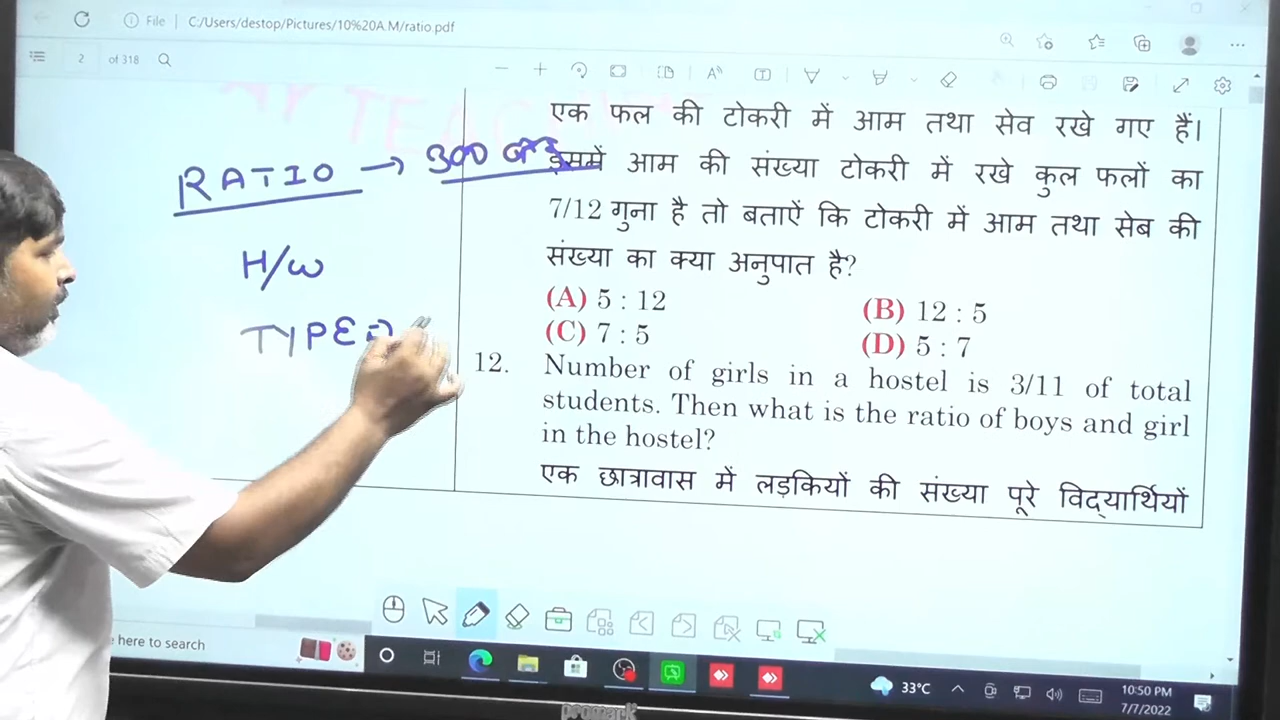 File C:/Users/destop/Pictures/10%20A.M/ratio.pdf
2 of 318
AY TEA
RATIO → 300
H/W
TYPE
एक फल की टोकरी में आम तथा सेव रखे गए हैं।
इसमें आम की संख्या टोकरी में रखे कुल फलों का
7/12 गुना है तो बताऐं कि टोकरी में आम तथा सेब की
संख्या का क्या अनुपात है?
(A) 5 : 12 (B) 12 : 5
(C) 7 : 5 (D) 5 : 7
12. Number of girls in a hostel is 3/11 of total
students. Then what is the ratio of boys and girl
in the hostel?
एक छात्रावास में लड़कियों की संख्या पूरे विद्यार्थियों
here to search
33°C
10:50 PM
7/7/2022
promark